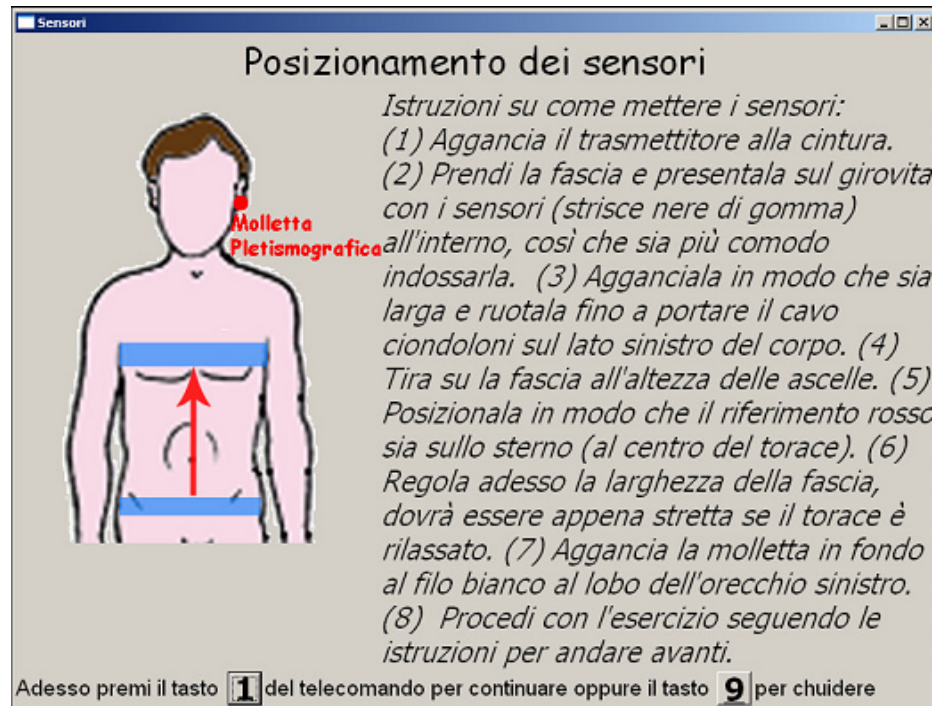 Sensori
Posizionamento dei sensori
Istruzioni su come mettere i sensori:
(1) Aggancia il trasmettitore alla cintura.
(2) Prendi la fascia e presentala sul girovita
con i sensori (strisce nere di gomma)
all'interno, così che sia più comodo
indossarla. (3) Agganciala in modo che sia
larga e ruotala fino a portare il cavo
ciondoloni sul lato sinistro del corpo. (4)
Tira su la fascia all'altezza delle ascelle. (5)
Posizionala in modo che il riferimento rosso
sia sullo sterno (al centro del torace). (6)
Regola adesso la larghezza della fascia,
dovrà essere appena stretta se il torace è
rilassato. (7) Aggancia la molletta in fondo
al filo bianco al lobo dell'orecchio sinistro.
(8) Procedi con l'esercizio seguendo le
istruzioni per andare avanti.
Molletta
Pletismografica
Adesso premi il tasto 1 del telecomando per continuare oppure il tasto 9 per chuidere